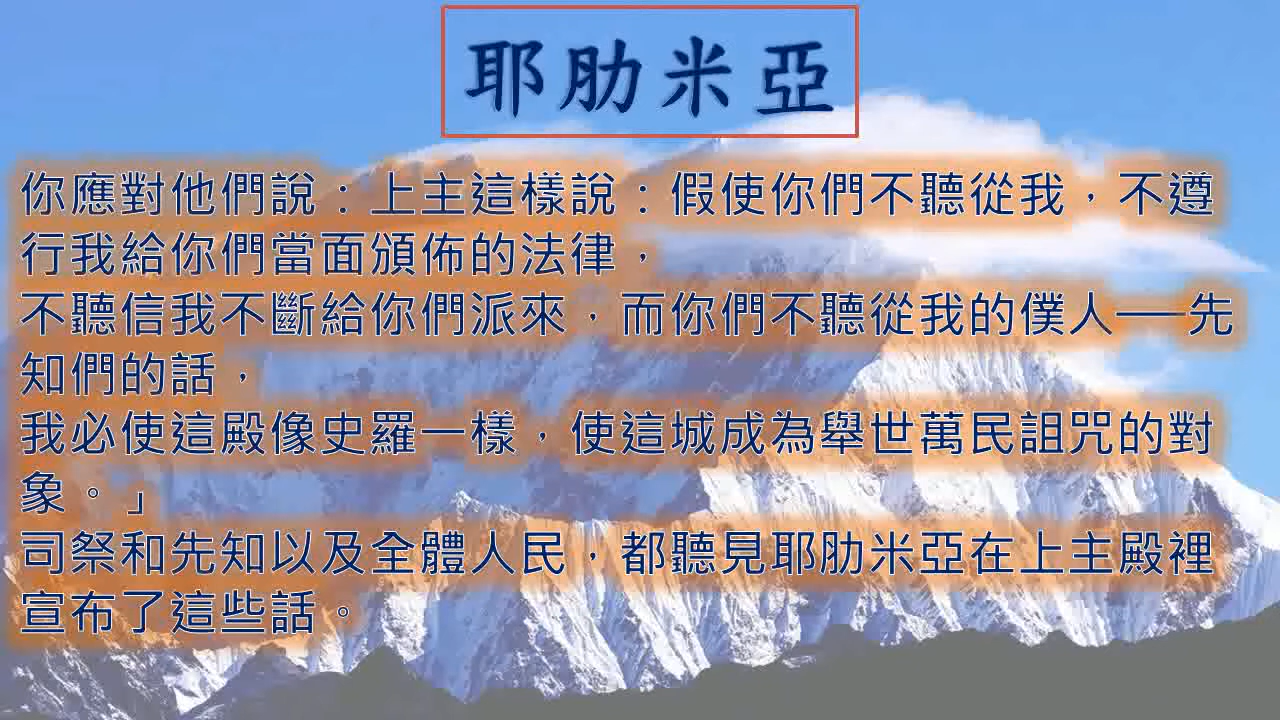 耶肋米亞
你應對他們說：上主這樣說：假使你們不聽從我，不遵
行我給你們當面頒佈的法律，
不聽信我不斷給你們派來，而你們不聽從我的僕人──先
知們的話，
我必使這殿像史羅一樣，使這城成為舉世萬民詛咒的對
象。」
司祭和先知以及全體人民，都聽見耶肋米亞在上主殿裡
宣布了這些話。